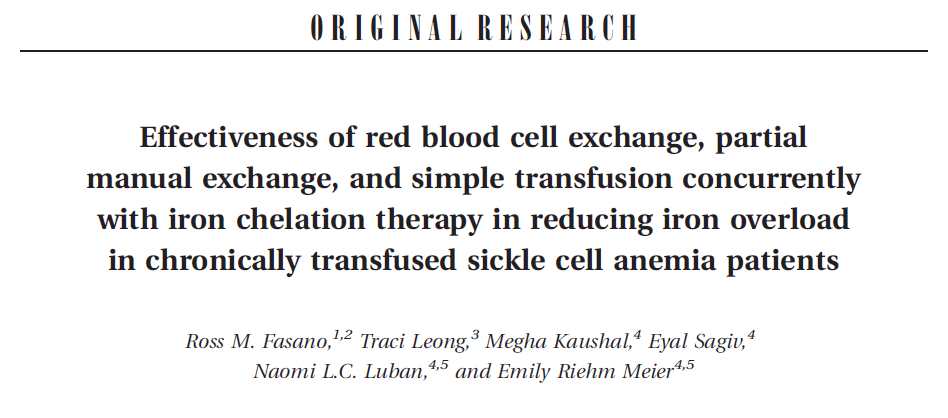 ORIGINAL RESEARCH
Effectiveness of red blood cell exchange, partial
manual exchange, and simple transfusion concurrently
with iron chelation therapy in reducing iron overload
in chronically transfused sickle cell anemia patients
Ross M. Fasano,1,2 Traci Leong,3 Megha Kaushal,4 Eyal Sagiv,4
Naomi L.C. Luban,4,5 and Emily Riehm Meier4,5